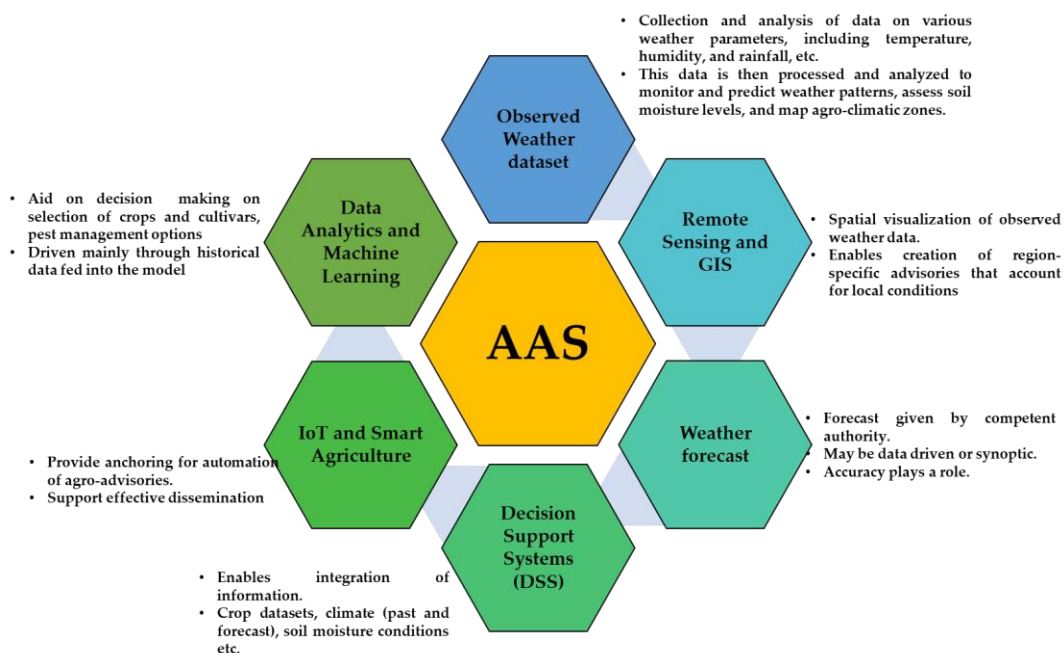 • Collection and analysis of data on various
weather parameters, including temperature,
humidity, and rainfall, etc.
• This data is then processed and analyzed to
monitor and predict weather patterns, assess soil
moisture levels, and map agro-climatic zones.
Observed
Weather
dataset
Remote
Sensing and
GIS
• Spatial visualization of observed
weather data.
• Enables creation of region-
specific advisories that account
for local conditions
Weather
forecast
• Forecast given by competent
authority.
• May be data driven or synoptic.
• Accuracy plays a role.
Decision
Support
Systems
(DSS)
• Enables integration of
information.
• Crop datasets, climate (past and
forecast), soil moisture conditions
etc.
IoT and Smart
Agriculture
• Provide anchoring for automation
of agro-advisories.
• Support effective dissemination
Data
Analytics and
Machine
Learning
• Aid on decision making on
selection of crops and cultivars,
pest management options
• Driven mainly through historical
data fed into the model
AAS